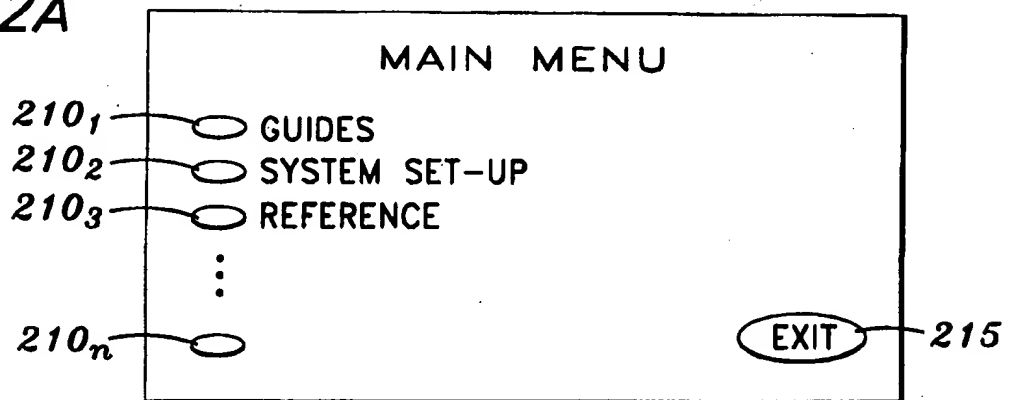 2A
MAIN MENU
210₁ GUIDES
210₂ SYSTEM SET-UP
210₃ REFERENCE
210ₙ EXIT 215